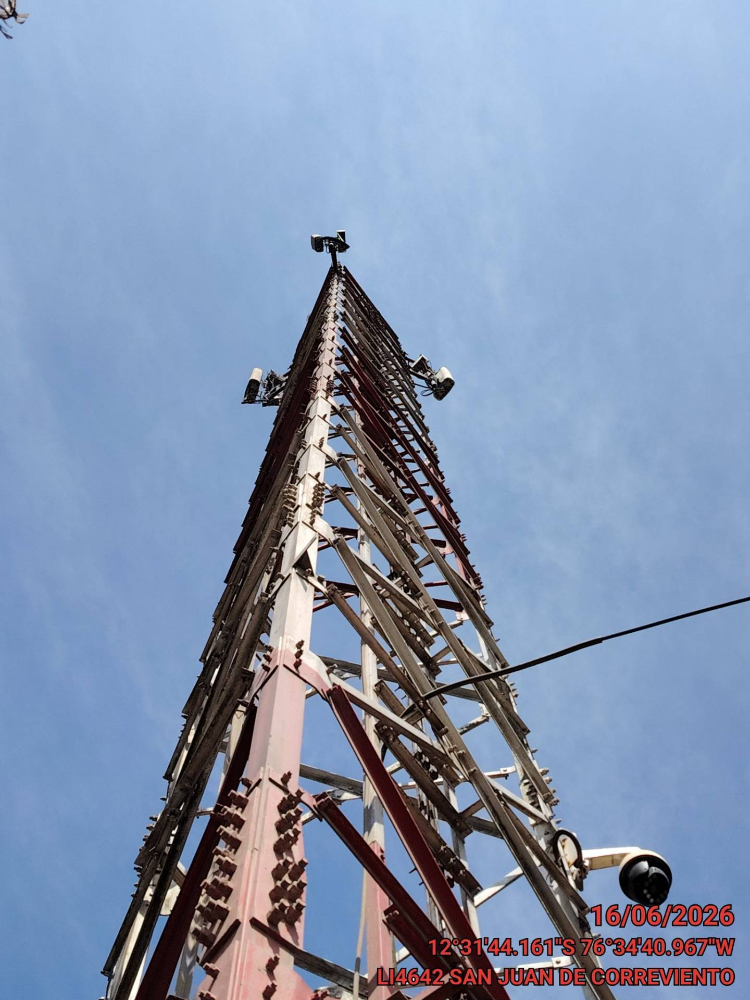 16/06/2026
12°31'44.161"S 76°34'40.967"W
LI4642 SAN JUAN DE CORREVIENTO